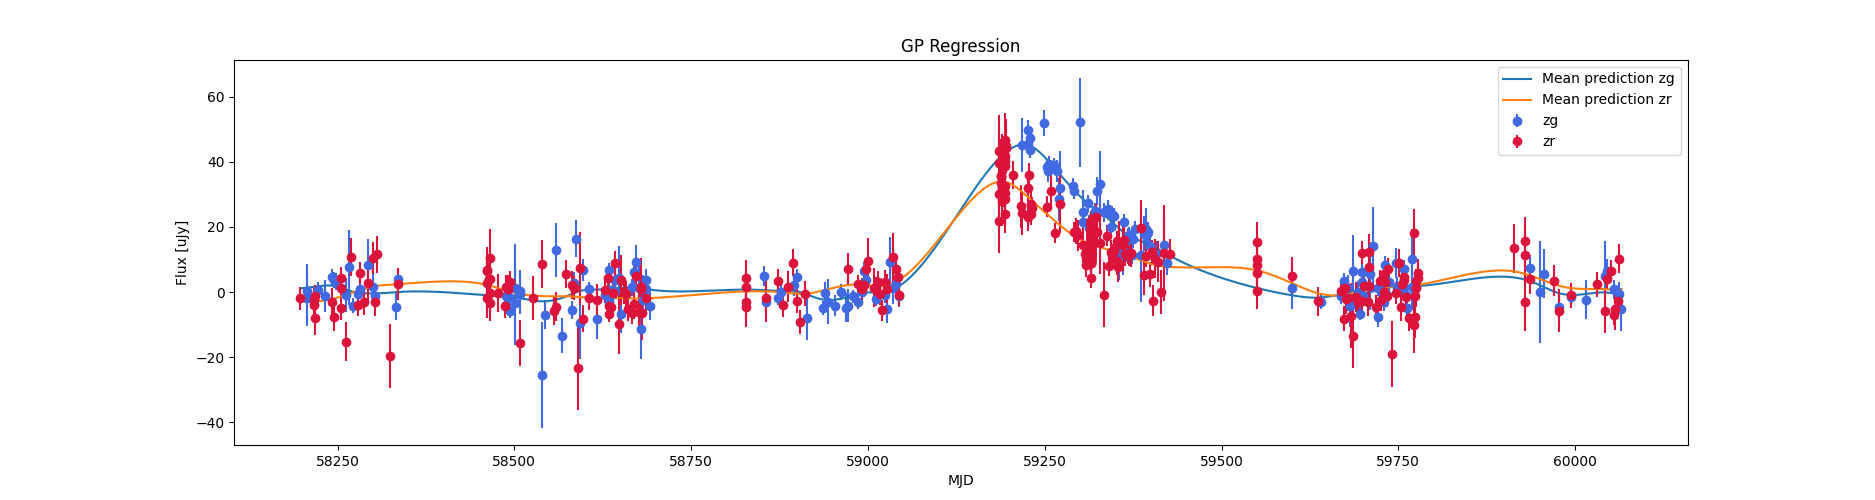 GP Regression
Flux [uJy]
60
40
20
0
−20
−40
58250
58500
58750
59000
59250
59500
59750
60000
MJD
Mean prediction zg
Mean prediction zr
zg
zr